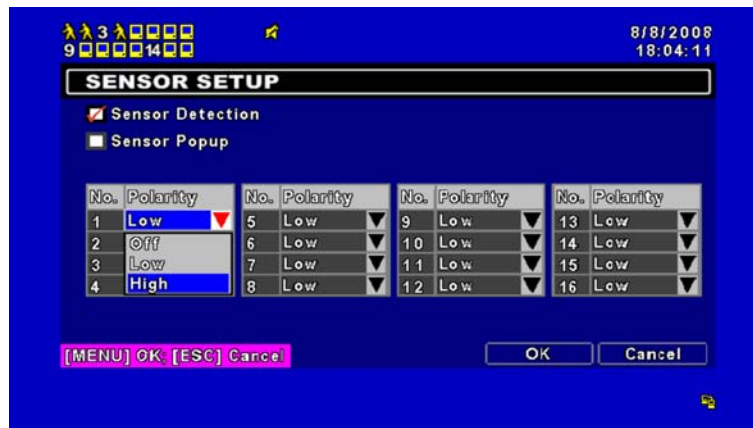 3
8/8/2008
9 14
18:04:11
SENSOR SETUP
Sensor Detection
Sensor Popup
No. Polarity No. Polarity No. Polarity No. Polarity
1 Low 5 Low 9 Low 13 Low
2 Off 6 Low 10 Low 14 Low
3 Low 7 Low 11 Low 15 Low
4 High 8 Low 12 Low 16 Low
[MENU] OK; [ESC] Cancel OK Cancel